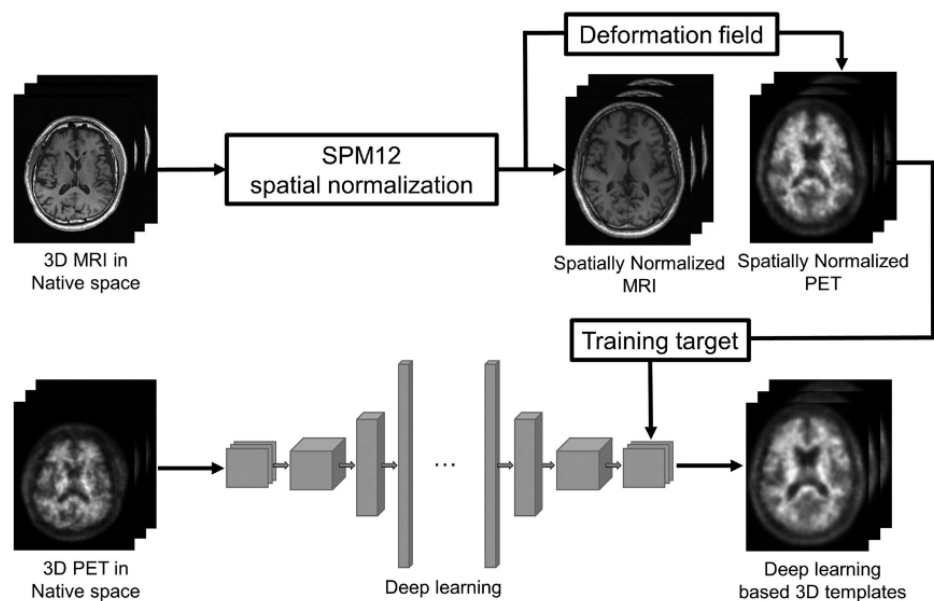 Deformation field
SPM12
spatial normalization
3D MRI in
Native space
Spatially Normalized
MRI
Spatially Normalized
PET
Training target
...
3D PET in
Native space
Deep learning
Deep learning
based 3D templates